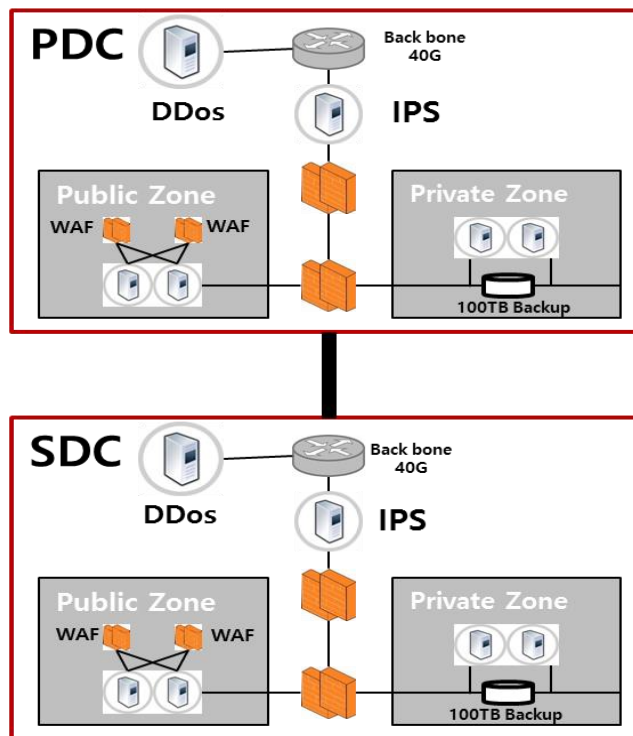 PDC
Back bone
40G
DDos
IPS
Public Zone
WAF
WAF
Private Zone
100TB Backup
SDC
Back bone
40G
DDos
IPS
Public Zone
WAF
WAF
Private Zone
100TB Backup